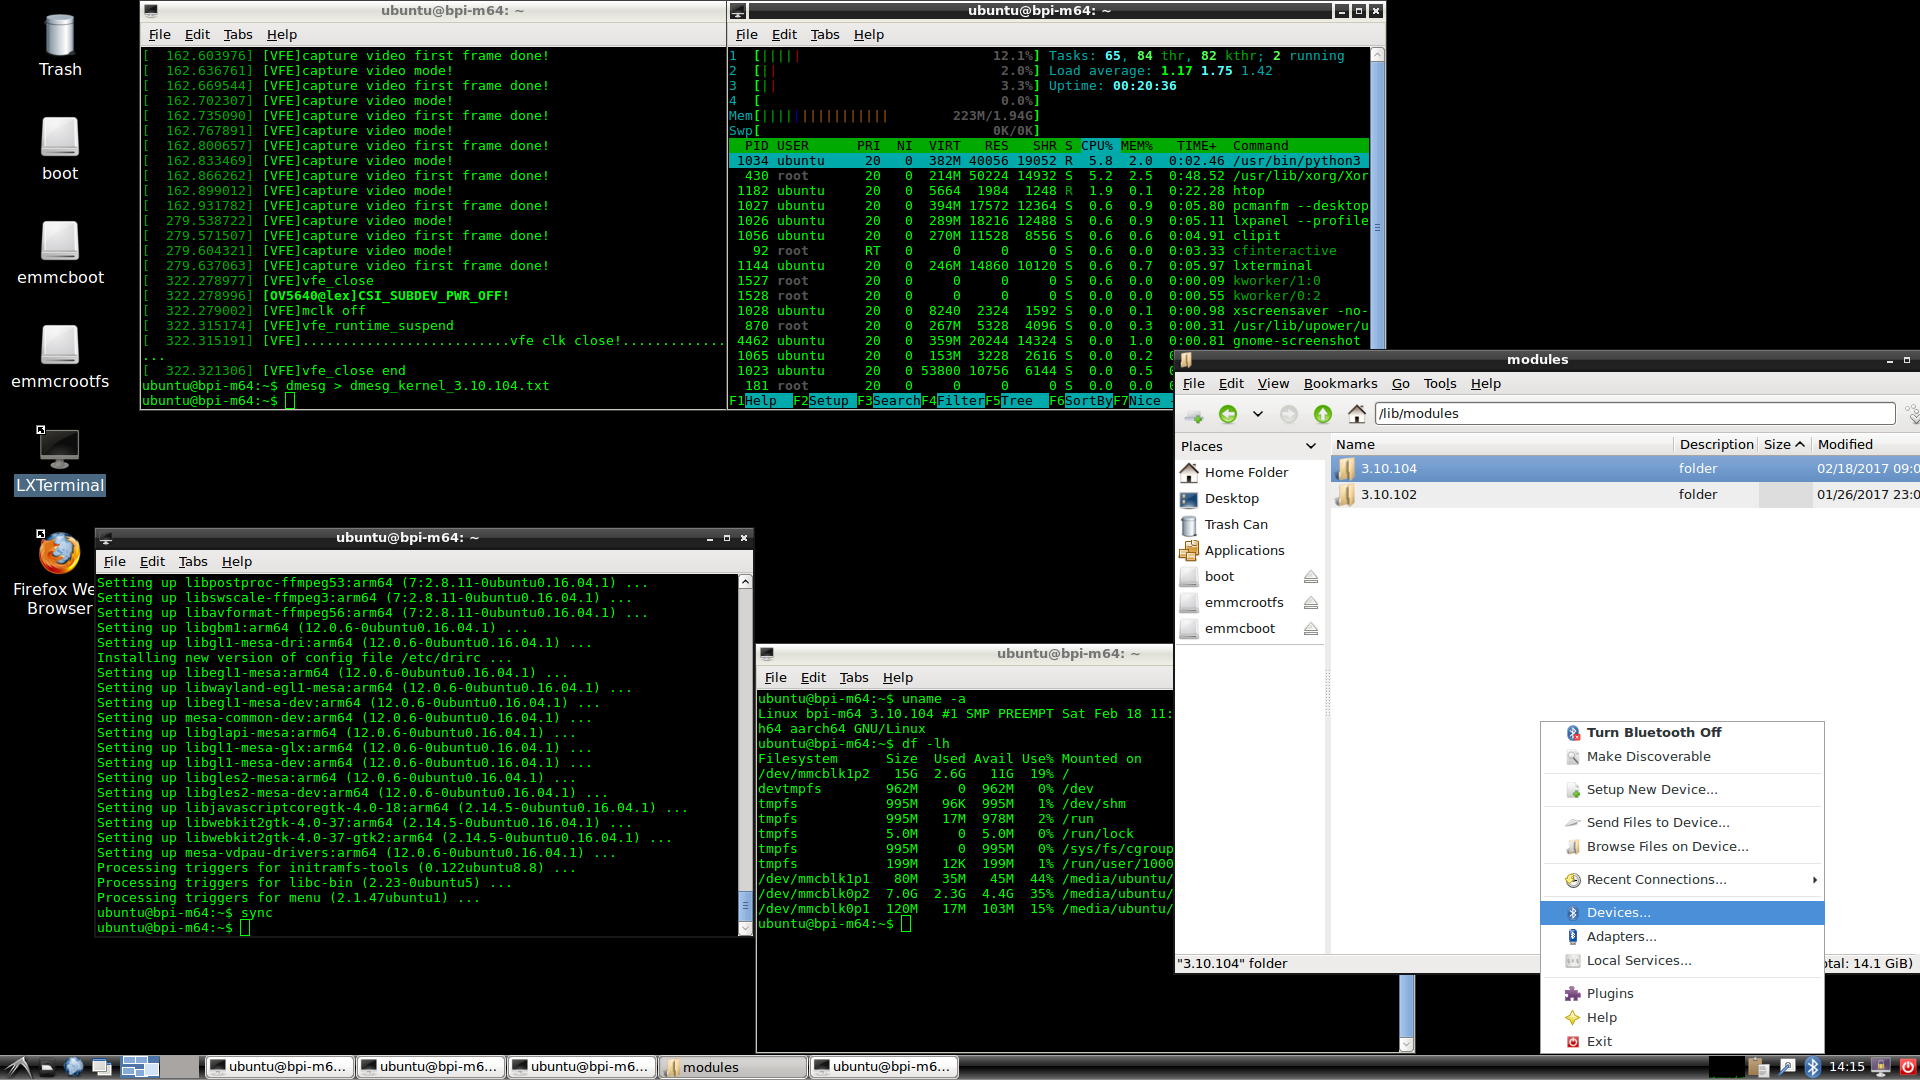 Trash
boot
emmcboot
emmcrootfs
LXTerminal
Firefox We
Browser
ubuntu@bpi-m64: ~
File Edit Tabs Help
[  162.603976] [VFE]capture video first frame done!
[  162.636761] [VFE]capture video mode!
[  162.669544] [VFE]capture video first frame done!
[  162.702307] [VFE]capture video mode!
[  162.735090] [VFE]capture video first frame done!
[  162.767891] [VFE]capture video mode!
[  162.800657] [VFE]capture video first frame done!
[  162.833469] [VFE]capture video mode!
[  162.866262] [VFE]capture video first frame done!
[  162.899012] [VFE]capture video mode!
[  162.931782] [VFE]capture video first frame done!
[  279.538722] [VFE]capture video mode!
[  279.571507] [VFE]capture video first frame done!
[  279.604321] [VFE]capture video mode!
[  279.637063] [VFE]capture video first frame done!
[  322.278977] [VFE]vfe_close
[  322.278996] [OV5640@lex]CSI_SUBDEV_PWR_OFF!
[  322.279002] [VFE]mclk off
[  322.315174] [VFE]vfe_runtime_suspend
[  322.315191] [VFE]..........................vfe clk close!.............
...
[  322.321306] [VFE]vfe_close end
ubuntu@bpi-m64:~$ dmesg > dmesg_kernel_3.10.104.txt
ubuntu@bpi-m64:~$
ubuntu@bpi-m64: ~
File Edit Tabs Help
1  [||||| 12.1%] Tasks: 65, 84 thr, 82 kthr; 2 running
2  [|| 2.0%] Load average: 1.17 1.75 1.42
3  [|| 3.3%] Uptime: 00:20:36
4  [ 0.0%]
Mem[|||||||||||||||| 223M/1.94G]
Swp[ 0K/0K]
PID USER PRI NI VIRT RES SHR S CPU% MEM% TIME+ Command
1034 ubuntu 20 0 382M 40056 19052 R 5.8 2.0 0:02.46 /usr/bin/python3
430 root 20 0 214M 50224 14932 S 5.2 2.5 0:48.52 /usr/lib/xorg/Xor
1182 ubuntu 20 0 5664 1984 1248 R 1.9 0.1 0:22.28 htop
1027 ubuntu 20 0 394M 17572 12364 S 0.6 0.9 0:05.80 pcmanfm --desktop
1026 ubuntu 20 0 289M 18216 12488 S 0.6 0.9 0:05.11 lxpanel --profile
1056 ubuntu 20 0 270M 11528 8556 S 0.6 0.6 0:04.91 clipit
92 root RT 0 0 0 0 S 0.6 0.0 0:03.33 cfinteractive
1144 ubuntu 20 0 246M 14860 10120 S 0.6 0.7 0:05.97 lxterminal
1527 root 20 0 0 0 0 S 0.6 0.0 0:00.09 kworker/1:0
1528 root 20 0 0 0 0 S 0.6 0.0 0:00.55 kworker/0:2
1028 ubuntu 20 0 8240 2324 1592 S 0.0 0.1 0:00.98 xscreensaver -no-
870 root 20 0 267M 5328 4096 S 0.0 0.3 0:00.31 /usr/lib/upower/u
4462 ubuntu 20 0 359M 20244 14324 S 0.0 1.0 0:00.81 gnome-screenshot
1065 ubuntu 20 0 153M 3228 2616 S 0.0 0.2
1023 ubuntu 20 0 53800 10756 6144 S 0.0 0.5
181 root 20 0 0 0 0 S 0.0 0.0
F1Help F2Setup F3Search F4Filter F5Tree F6SortBy F7Nice
ubuntu@bpi-m64: ~
File Edit Tabs Help
Setting up libpostproc-ffmpeg53:arm64 (7:2.8.11-0ubuntu0.16.04.1) ...
Setting up libswscale-ffmpeg3:arm64 (7:2.8.11-0ubuntu0.16.04.1) ...
Setting up libavformat-ffmpeg56:arm64 (7:2.8.11-0ubuntu0.16.04.1) ...
Setting up libgbm1:arm64 (12.0.6-0ubuntu0.16.04.1) ...
Setting up libgl1-mesa-dri:arm64 (12.0.6-0ubuntu0.16.04.1) ...
Installing new version of config file /etc/drirc ...
Setting up libegl1-mesa:arm64 (12.0.6-0ubuntu0.16.04.1) ...
Setting up libwayland-egl1-mesa:arm64 (12.0.6-0ubuntu0.16.04.1) ...
Setting up libegl1-mesa-dev:arm64 (12.0.6-0ubuntu0.16.04.1) ...
Setting up mesa-common-dev:arm64 (12.0.6-0ubuntu0.16.04.1) ...
Setting up libglapi-mesa:arm64 (12.0.6-0ubuntu0.16.04.1) ...
Setting up libgl1-mesa-glx:arm64 (12.0.6-0ubuntu0.16.04.1) ...
Setting up libgl1-mesa-dev:arm64 (12.0.6-0ubuntu0.16.04.1) ...
Setting up libgles2-mesa:arm64 (12.0.6-0ubuntu0.16.04.1) ...
Setting up libgles2-mesa-dev:arm64 (12.0.6-0ubuntu0.16.04.1) ...
Setting up libjavascriptcoregtk-4.0-18:arm64 (2.14.5-0ubuntu0.16.04.1) ...
Setting up libwebkit2gtk-4.0-37:arm64 (2.14.5-0ubuntu0.16.04.1) ...
Setting up libwebkit2gtk-4.0-37-gtk2:arm64 (2.14.5-0ubuntu0.16.04.1) ...
Setting up mesa-vdpau-drivers:arm64 (12.0.6-0ubuntu0.16.04.1) ...
Processing triggers for initramfs-tools (0.122ubuntu8.8) ...
Processing triggers for libc-bin (2.23-0ubuntu5) ...
Processing triggers for menu (2.1.47ubuntu1) ...
ubuntu@bpi-m64:~$ sync
ubuntu@bpi-m64:~$
ubuntu@bpi-m64: ~
File Edit Tabs Help
ubuntu@bpi-m64:~$ uname -a
Linux bpi-m64 3.10.104 #1 SMP PREEMPT Sat Feb 18 11:
h64 aarch64 GNU/Linux
ubuntu@bpi-m64:~$ df -lh
Filesystem Size Used Avail Use% Mounted on
/dev/mmcblk1p2 15G 2.6G 11G 19% /
devtmpfs 962M 0 962M 0% /dev
tmpfs 995M 96K 995M 1% /dev/shm
tmpfs 995M 17M 978M 2% /run
tmpfs 5.0M 0 5.0M 0% /run/lock
tmpfs 995M 0 995M 0% /sys/fs/cgroup
tmpfs 199M 12K 199M 1% /run/user/1000
/dev/mmcblk1p1 80M 35M 45M 44% /media/ubuntu/
/dev/mmcblk0p2 7.0G 2.3G 4.4G 35% /media/ubuntu/
/dev/mmcblk0p1 120M 17M 103M 15% /media/ubuntu/
ubuntu@bpi-m64:~$
modules
File Edit View Bookmarks Go Tools Help
/lib/modules
Places
Home Folder
Desktop
Trash Can
Applications
boot
emmcrootfs
emmcboot
Name Description Size Modified
3.10.104 folder 02/18/2017 09:0
3.10.102 folder 01/26/2017 23:0
"3.10.104" folder
otal: 14.1 GiB)
Turn Bluetooth Off
Make Discoverable
Setup New Device...
Send Files to Device...
Browse Files on Device...
Recent Connections...
Devices...
Adapters...
Local Services...
Plugins
Help
Exit
ubuntu@bpi-m6...
ubuntu@bpi-m6...
ubuntu@bpi-m6...
modules
ubuntu@bpi-m6...
14:15